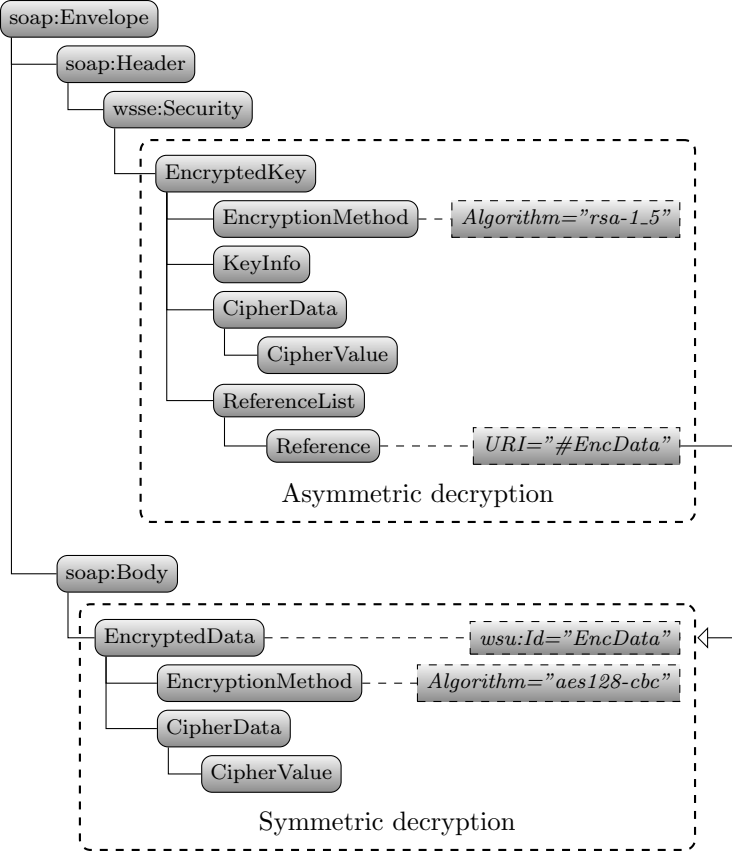 soap:Envelope
soap:Header
wsse:Security
EncryptedKey
EncryptionMethod
Algorithm=”rsa-1_5”
KeyInfo
CipherData
CipherValue
ReferenceList
Reference
URI=”#EncData”
Asymmetric decryption
soap:Body
EncryptedData
wsu:Id=”EncData”
EncryptionMethod
Algorithm=”aes128-cbc”
CipherData
CipherValue
Symmetric decryption